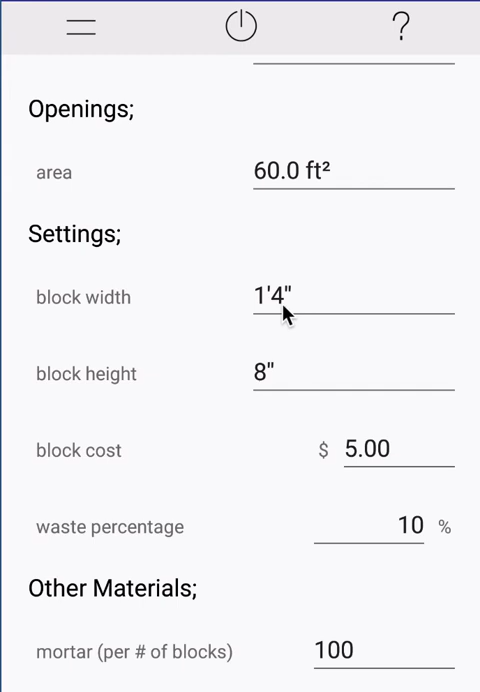 ?
Openings;
area 60.0 ft²
Settings;
block width 1'4"
block height 8"
block cost $ 5.00
waste percentage 10 %
Other Materials;
mortar (per # of blocks) 100